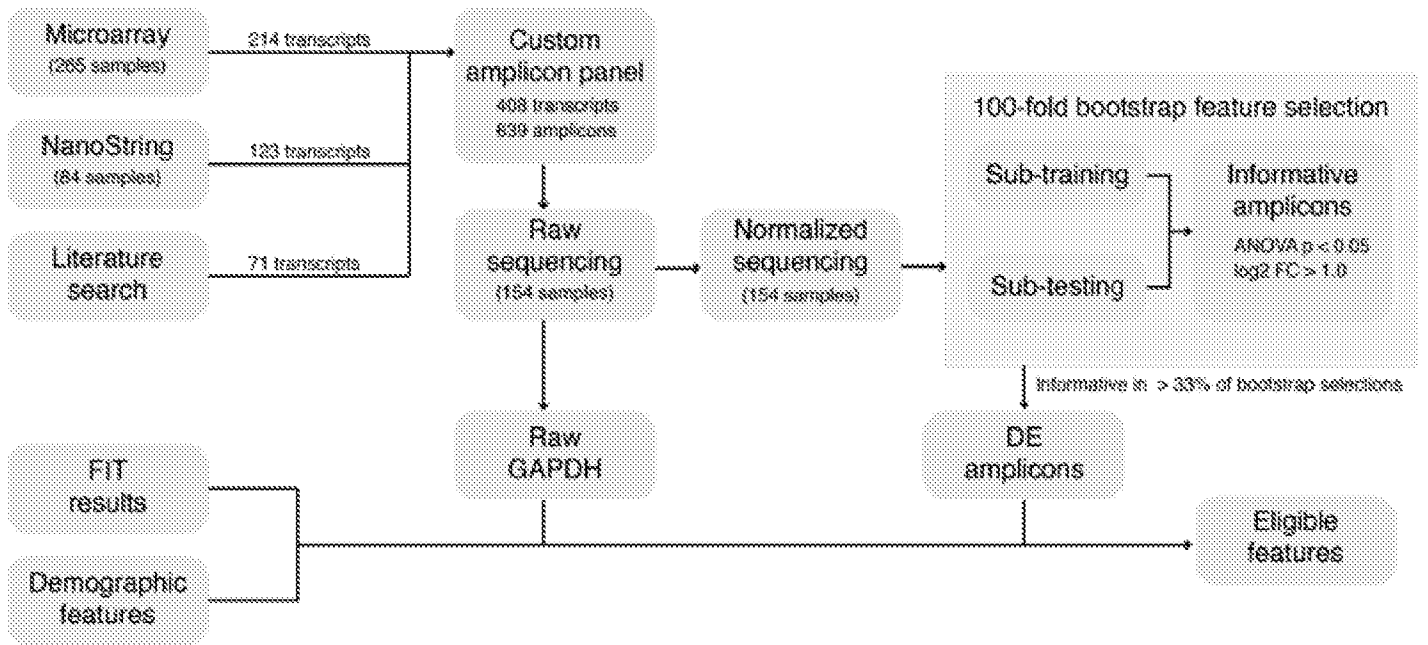 Microarray
(265 samples)
214 transcripts
NanoString
(84 samples)
123 transcripts
Literature
search
71 transcripts
Custom
amplicon panel
408 transcripts
639 amplicons
Raw
sequencing
(154 samples)
Normalized
sequencing
(154 samples)
100-fold bootstrap feature selection
Sub-training
Sub-testing
Informative
amplicons
ANOVA p < 0.05
log2 FC > 1.0
Informative in > 33% of bootstrap selections
Raw
GAPDH
DE
amplicons
FIT
results
Demographic
features
Eligible
features